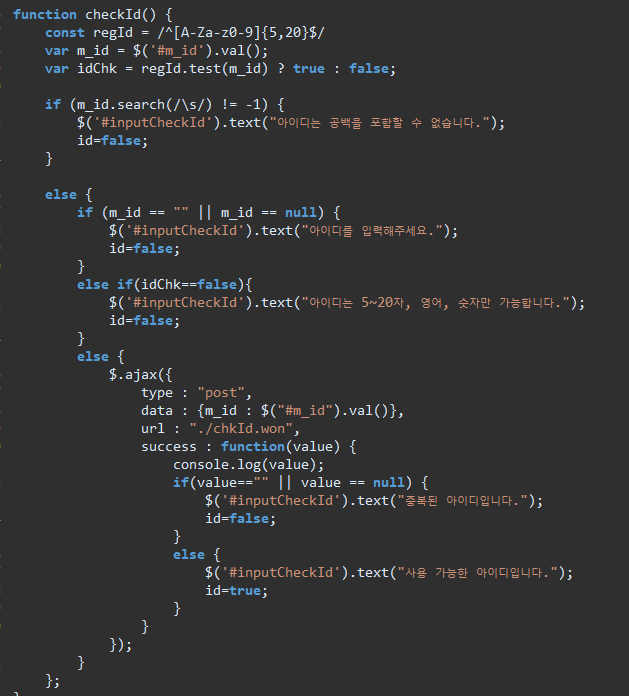 function checkId() {
    const regId = /^[A-Za-z0-9]{5,20}$/
    var m_id = $('#m_id').val();
    var idChk = regId.test(m_id) ? true : false;

    if (m_id.search(/\s/) != -1) {
        $('#inputCheckId').text("아이디는 공백을 포함할 수 없습니다.");
        id=false;
    }

    else {
        if (m_id == "" || m_id == null) {
            $('#inputCheckId').text("아이디를 입력해주세요.");
            id=false;
        }
        else if(idChk==false){
            $('#inputCheckId').text("아이디는 5~20자, 영어, 숫자만 가능합니다.");
            id=false;
        }
        else {
            $.ajax({
                type : "post",
                data : {m_id : $("#m_id").val()},
                url : "./chkId.won",
                success : function(value) {
                    console.log(value);
                    if(value=="" || value == null) {
                        $('#inputCheckId').text("중복된 아이디입니다.");
                        id=false;
                    }
                    else {
                        $('#inputCheckId').text("사용 가능한 아이디입니다.");
                        id=true;
                    }
                }
            });
        }
    };